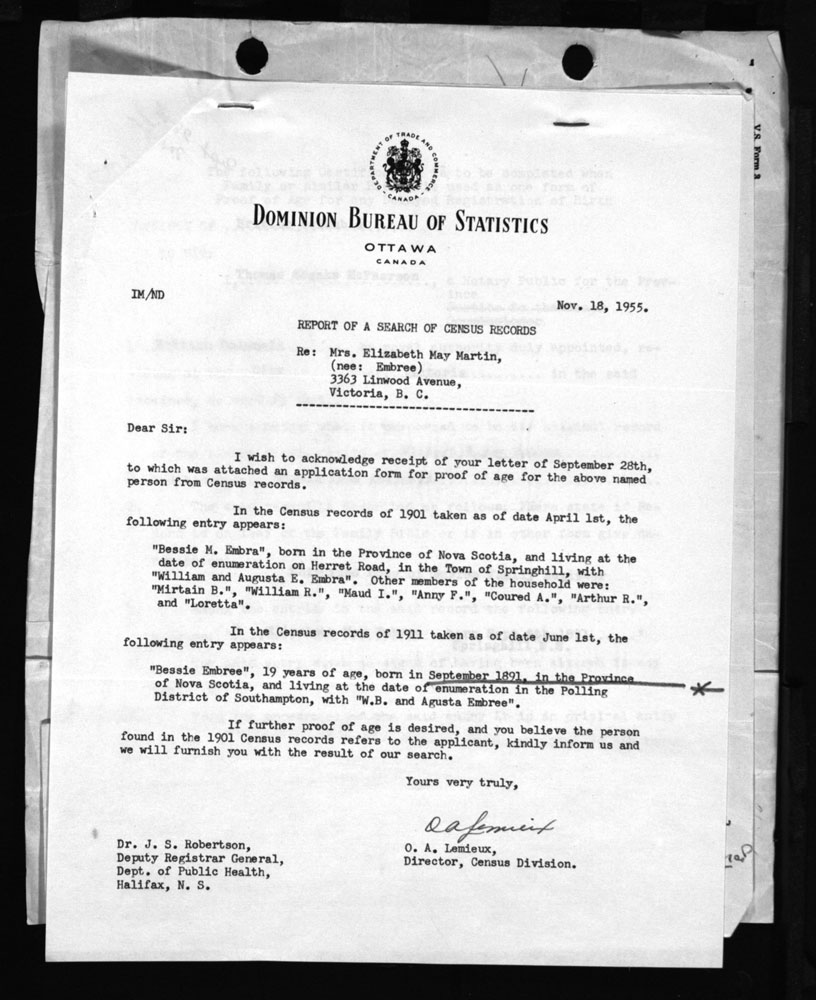 V.S. Form 2
DEPARTMENT OF TRADE AND COMMERCE
CANADA
DOMINION BUREAU OF STATISTICS
OTTAWA
CANADA
IM/ND
Nov. 18, 1955.
REPORT OF A SEARCH OF CENSUS RECORDS
Re: Mrs. Elizabeth May Martin,
(nee: Embree)
3363 Linwood Avenue,
Victoria, B. C.
Dear Sir:
I wish to acknowledge receipt of your letter of September 28th,
to which was attached an application form for proof of age for the above named
person from Census records.
In the Census records of 1901 taken as of date April 1st, the
following entry appears:
"Bessie M. Embra", born in the Province of Nova Scotia, and living at the
date of enumeration on Herret Road, in the Town of Springhill, with
"William and Augusta E. Embra". Other members of the household were:
"Mirtain B.", "William R.", "Maud I.", "Anny F.", "Coured A.", "Arthur R.",
and "Loretta".
In the Census records of 1911 taken as of date June 1st, the
following entry appears:
"Bessie Embree", 19 years of age, born in September 1891, in the Province
of Nova Scotia, and living at the date of enumeration in the Polling
District of Southampton, with "W.B. and Agusta Embree".
If further proof of age is desired, and you believe the person
found in the 1901 Census records refers to the applicant, kindly inform us and
we will furnish you with the result of our search.
Yours very truly,
O A Lemieux
O. A. Lemieux,
Director, Census Division.
Dr. J. S. Robertson,
Deputy Registrar General,
Dept. of Public Health,
Halifax, N. S.